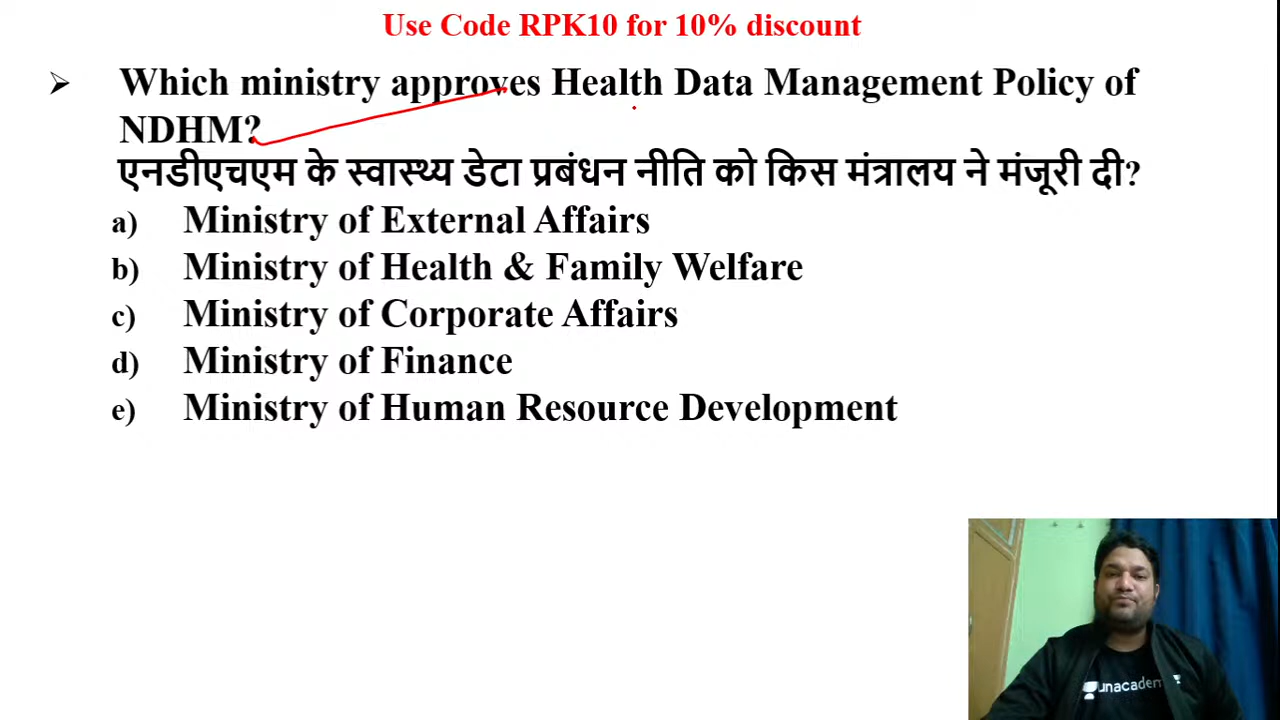 Use Code RPK10 for 10% discount
➢ Which ministry approves Health Data Management Policy of
NDHM?
एनडीएचएम के स्वास्थ्य डेटा प्रबंधन नीति को किस मंत्रालय ने मंजूरी दी?
a) Ministry of External Affairs
b) Ministry of Health & Family Welfare
c) Ministry of Corporate Affairs
d) Ministry of Finance
e) Ministry of Human Resource Development
unacademy